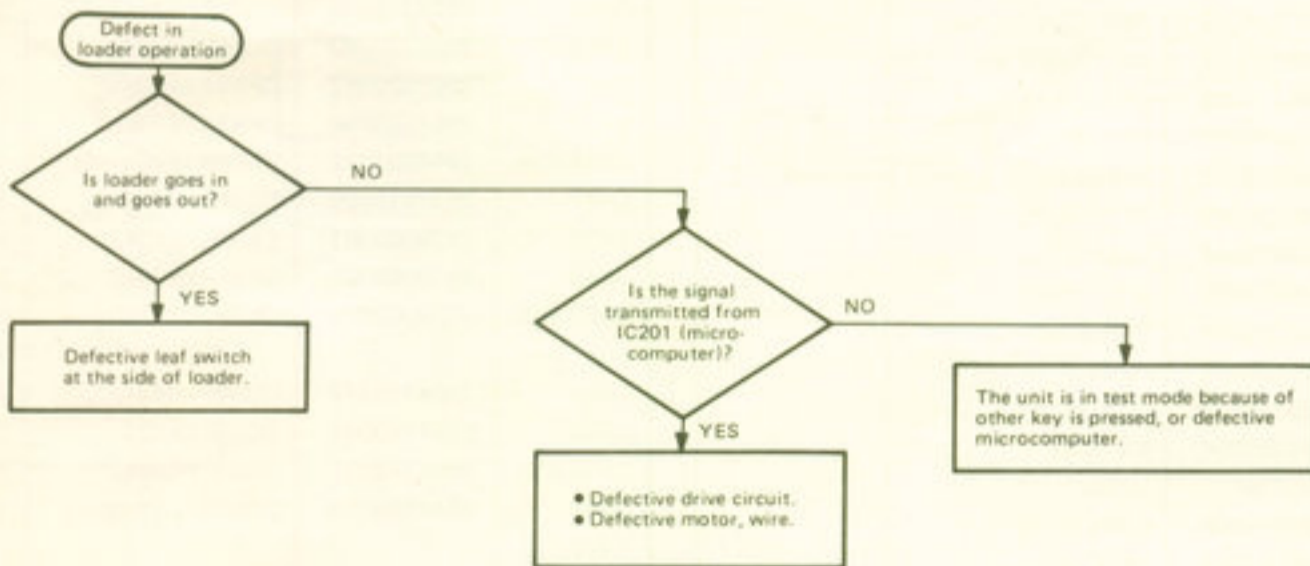 Defect in
loader operation
Is loader goes in
and goes out?
NO
YES
Defective leaf switch
at the side of loader.
Is the signal
transmitted from
IC201 (micro-
computer)?
NO
YES
The unit is in test mode because of
other key is pressed, or defective
microcomputer.
● Defective drive circuit.
● Defective motor, wire.